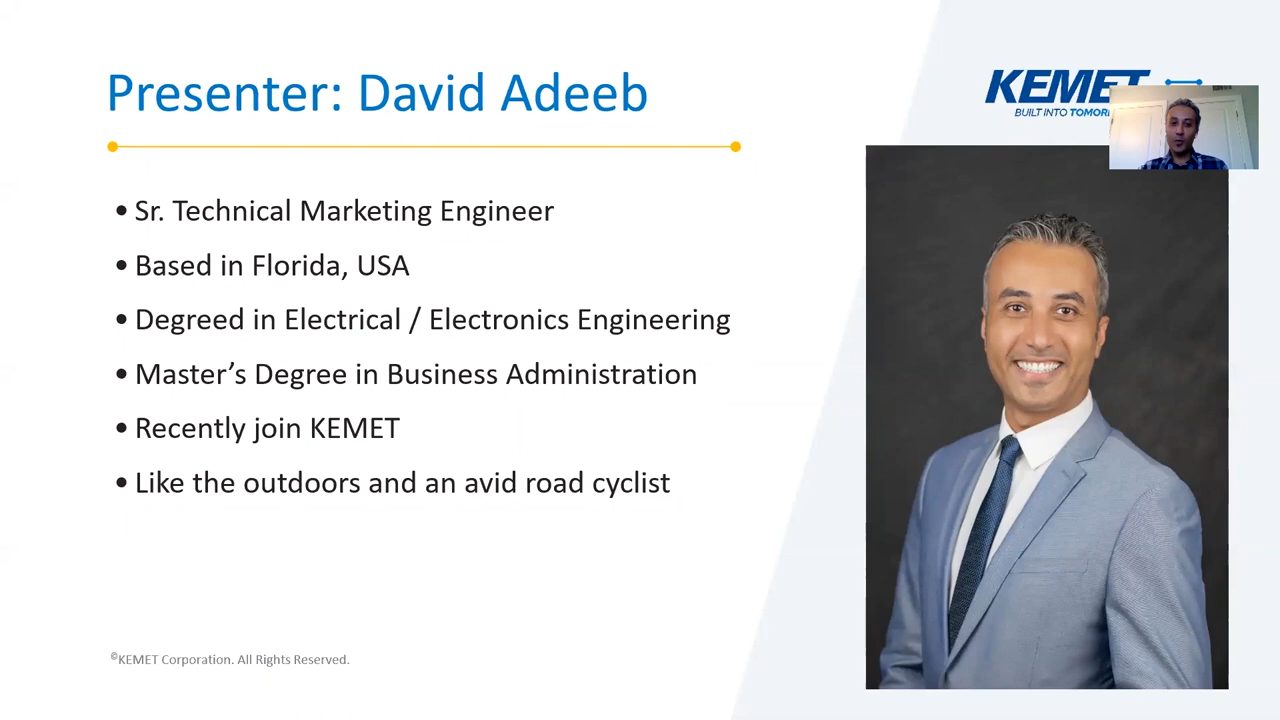 Presenter: David Adeeb
KEMET
BUILT INTO
• Sr. Technical Marketing Engineer
• Based in Florida, USA
• Degreed in Electrical / Electronics Engineering
• Master’s Degree in Business Administration
• Recently join KEMET
• Like the outdoors and an avid road cyclist
©KEMET Corporation. All Rights Reserved.